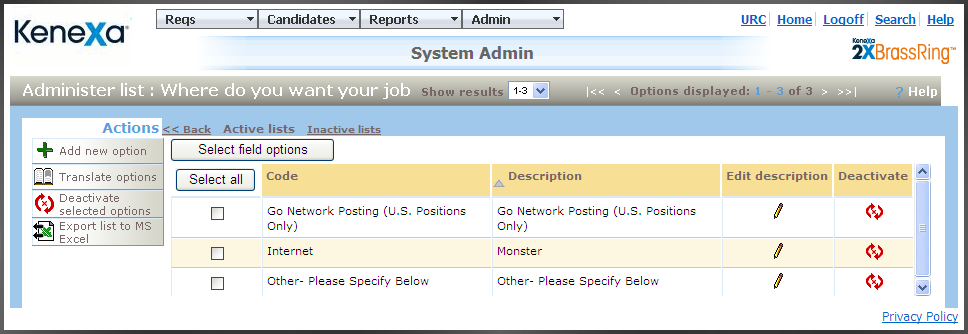 Reqs Candidates Reports Admin
URC Home Logoff Search Help
Kenexa®
System Admin
Kenexa 2XBrassRing™
Administer list : Where do you want your job Show results 1-3 |<< < Options displayed: 1 - 3 of 3 > >>| ? Help
Actions << Back Active lists Inactive lists
Add new option
Translate options
Deactivate selected options
Export list to MS Excel
Select field options
Select all Code Description Edit description Deactivate
Go Network Posting (U.S. Positions Only) Go Network Posting (U.S. Positions Only)
Internet Monster
Other- Please Specify Below Other- Please Specify Below
Privacy Policy